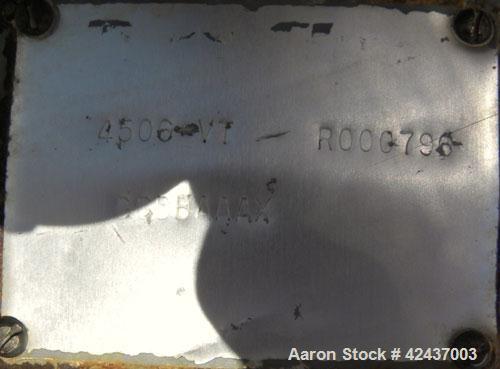 4506-VT R000796
Aaron Stock # 42437003